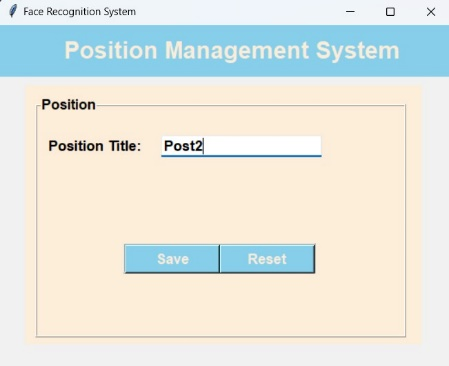 Face Recognition System
Position Management System
Position
Position Title: Post2
Save Reset